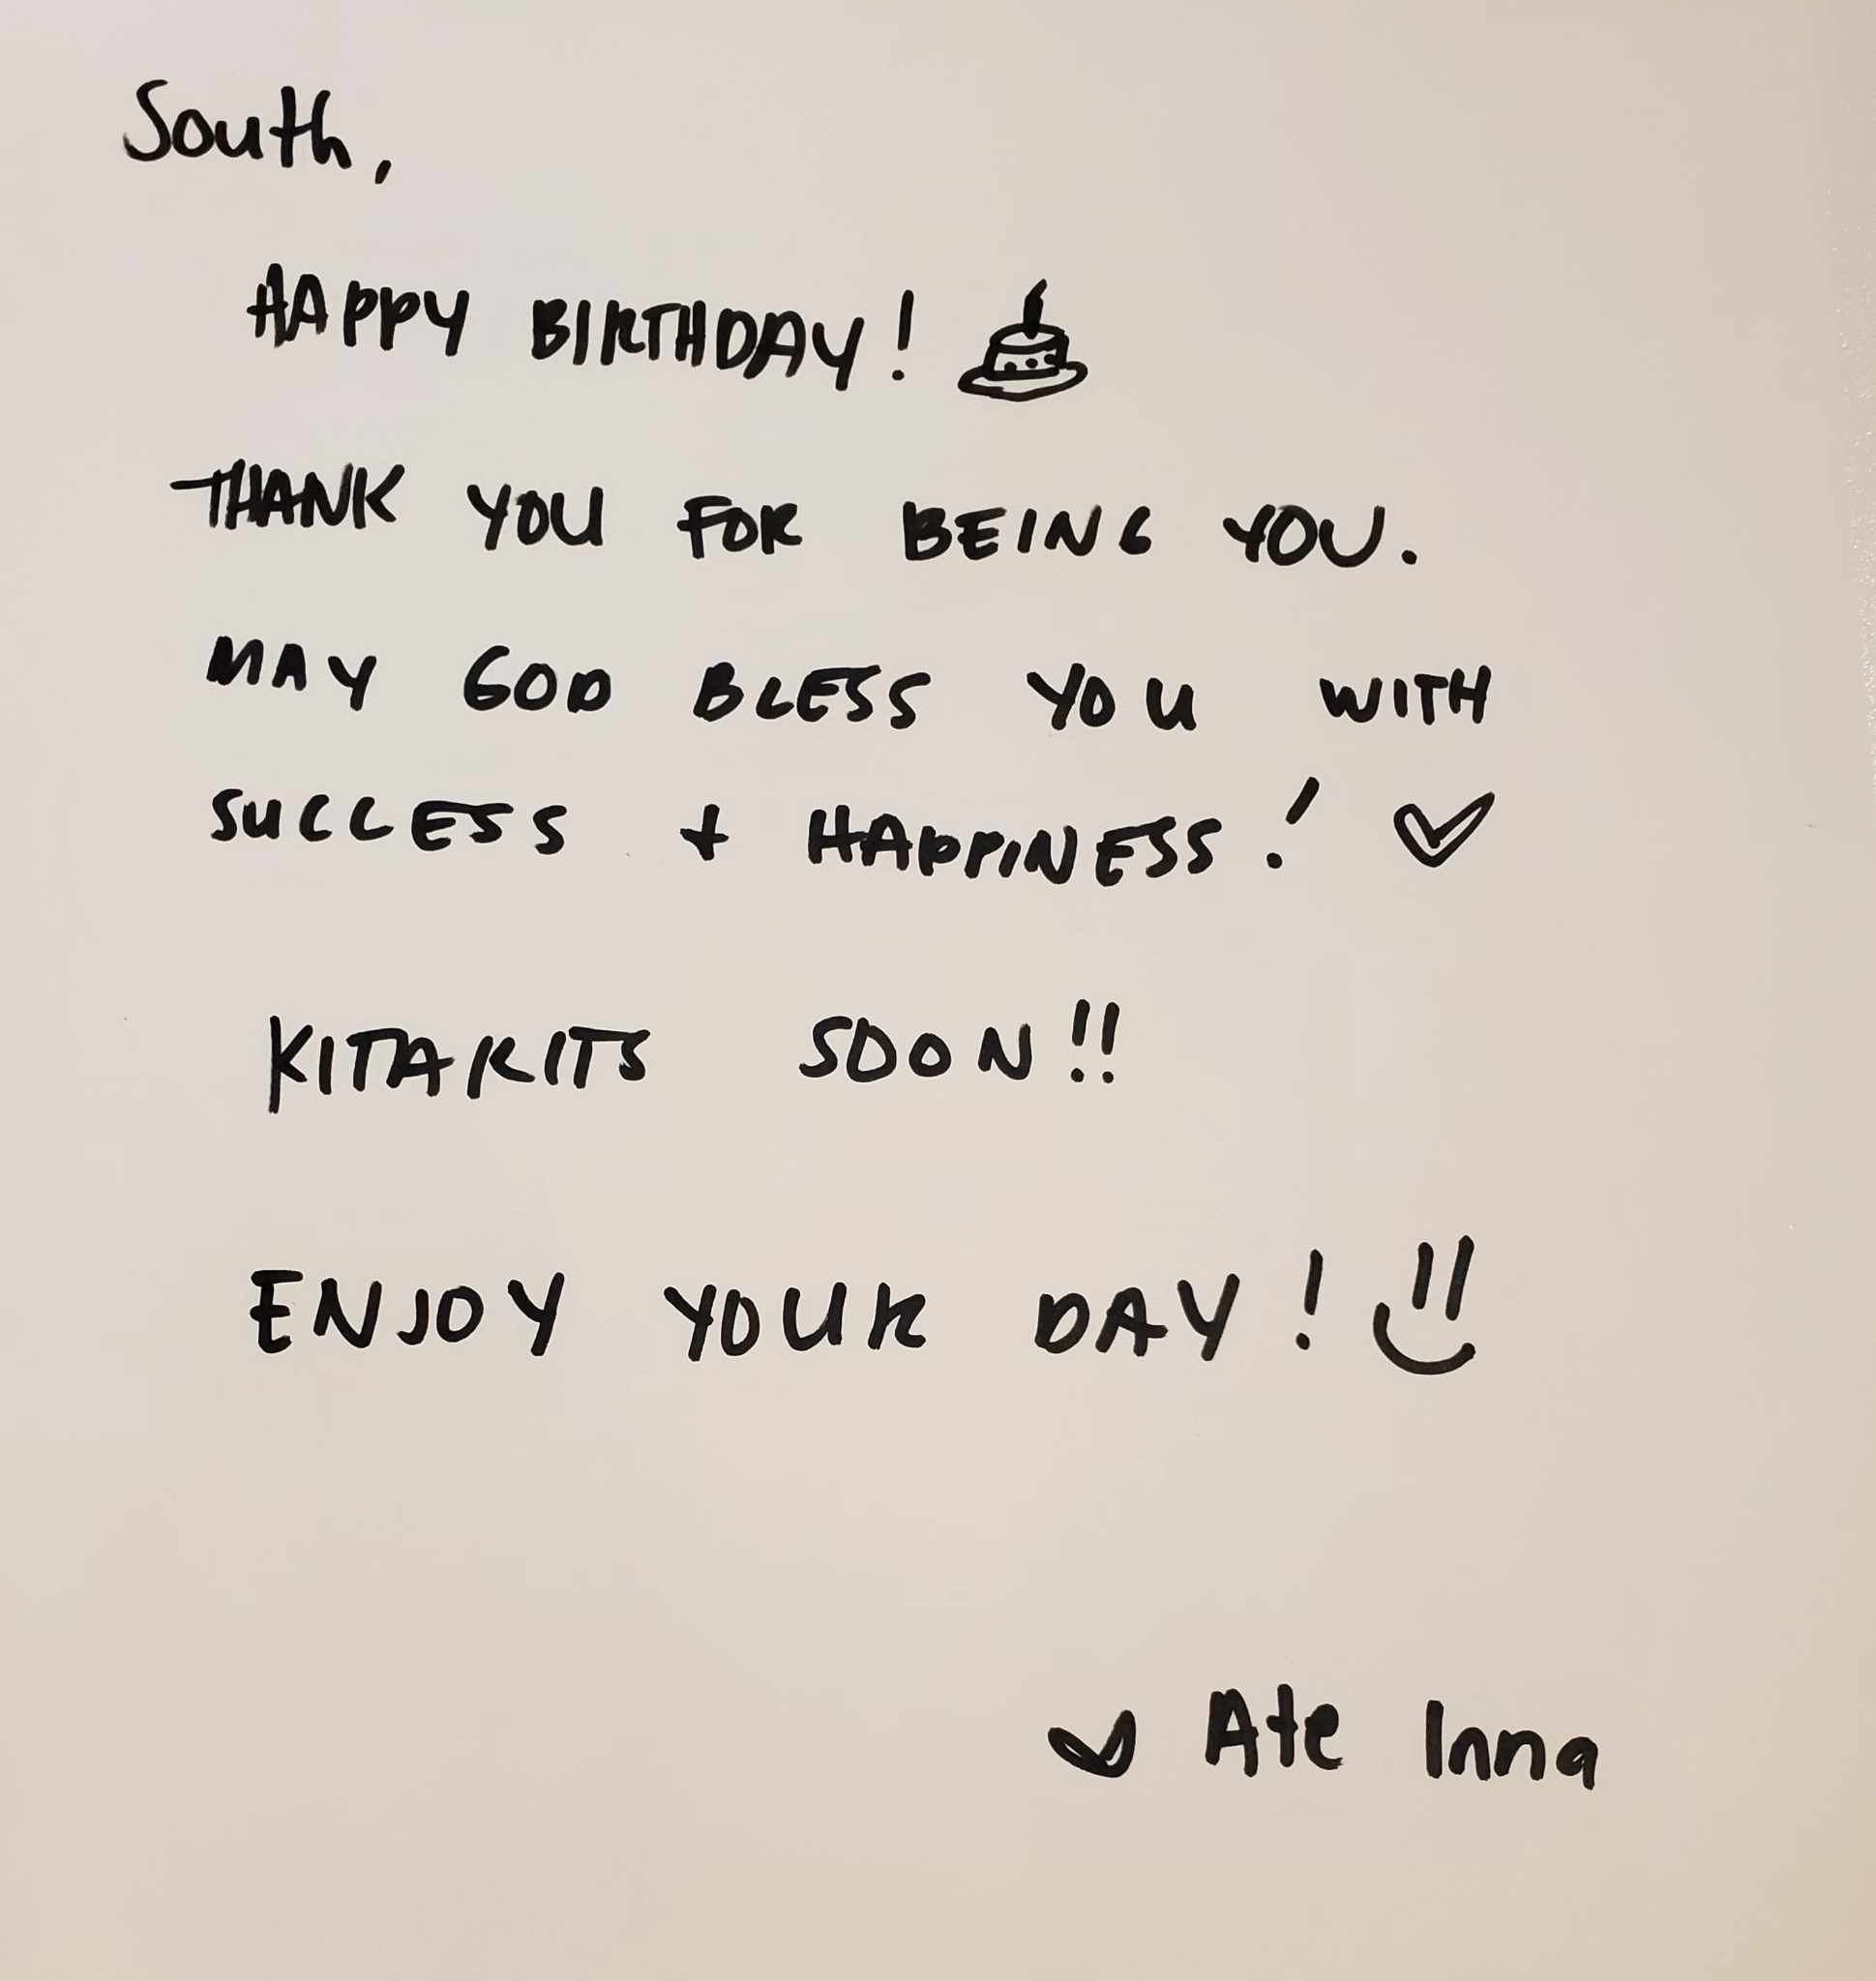 South,
HAPPY BIRTHDAY!
THANK YOU FOR BEING YOU.
MAY GOD BLESS YOU WITH
SUCCESS + HAPPINESS!
KITAKITS SOON!!
ENJOY YOUR DAY!
Ate Inna